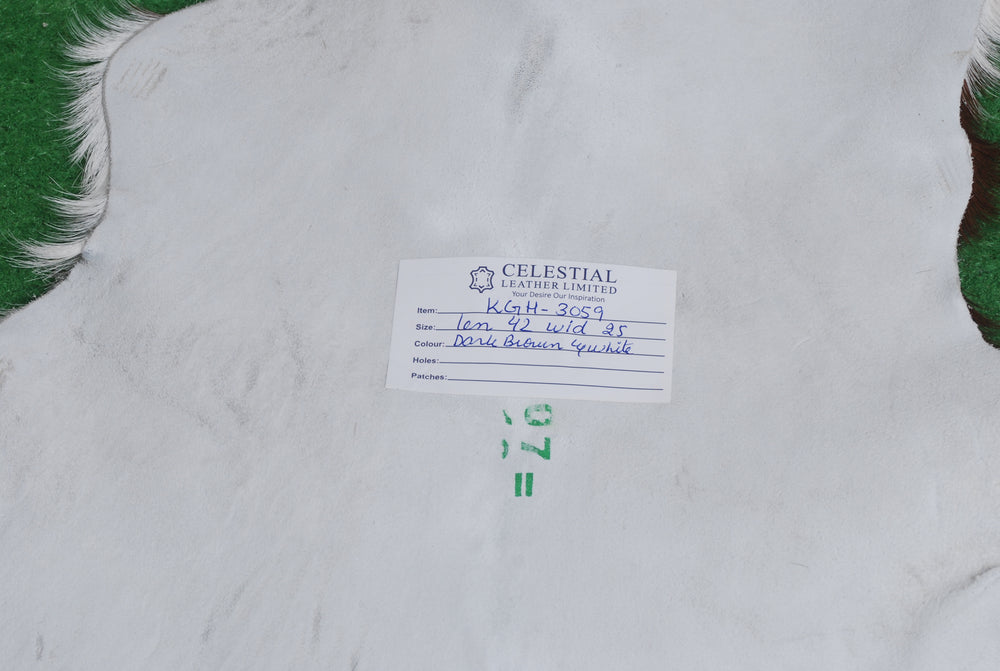 CELESTIAL
LEATHER LIMITED
Your Desire Our Inspiration
Item: KGH-3059
Size: len 42 wid 25
Colour: Dark Brown & white
Holes:
Patches:
07
=